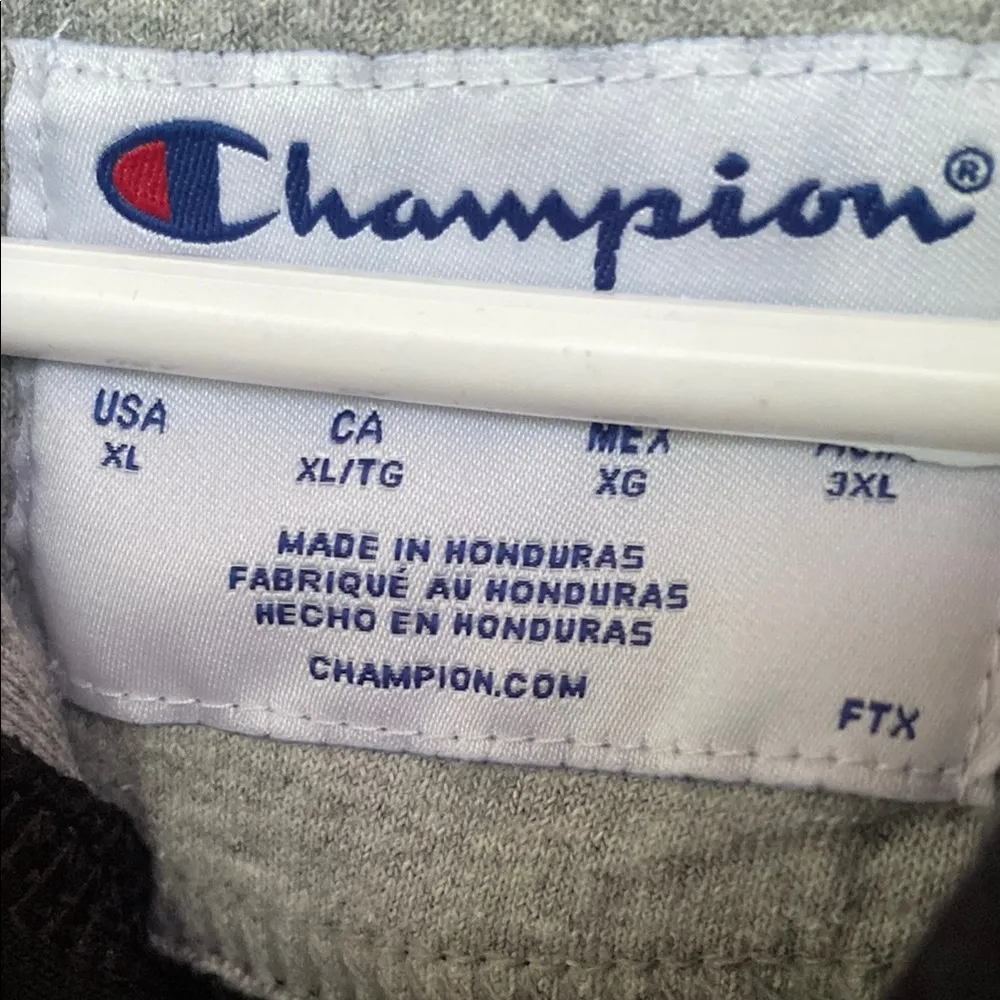 Champion®
USA CA MEX
XL XL/TG XG 3XL
MADE IN HONDURAS
FABRIQUÉ AU HONDURAS
HECHO EN HONDURAS
CHAMPION.COM
FTX